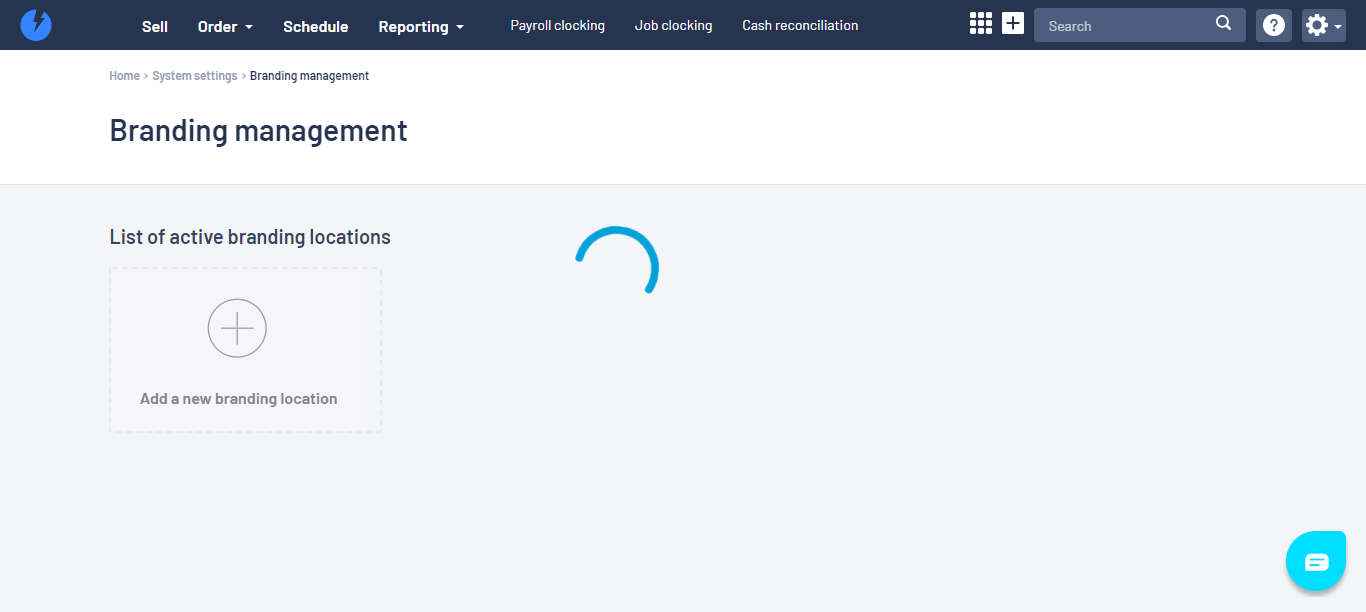 Sell Order Schedule Reporting Payroll clocking Job clocking Cash reconciliation Search
Home › System settings › Branding management
Branding management
List of active branding locations
Add a new branding location